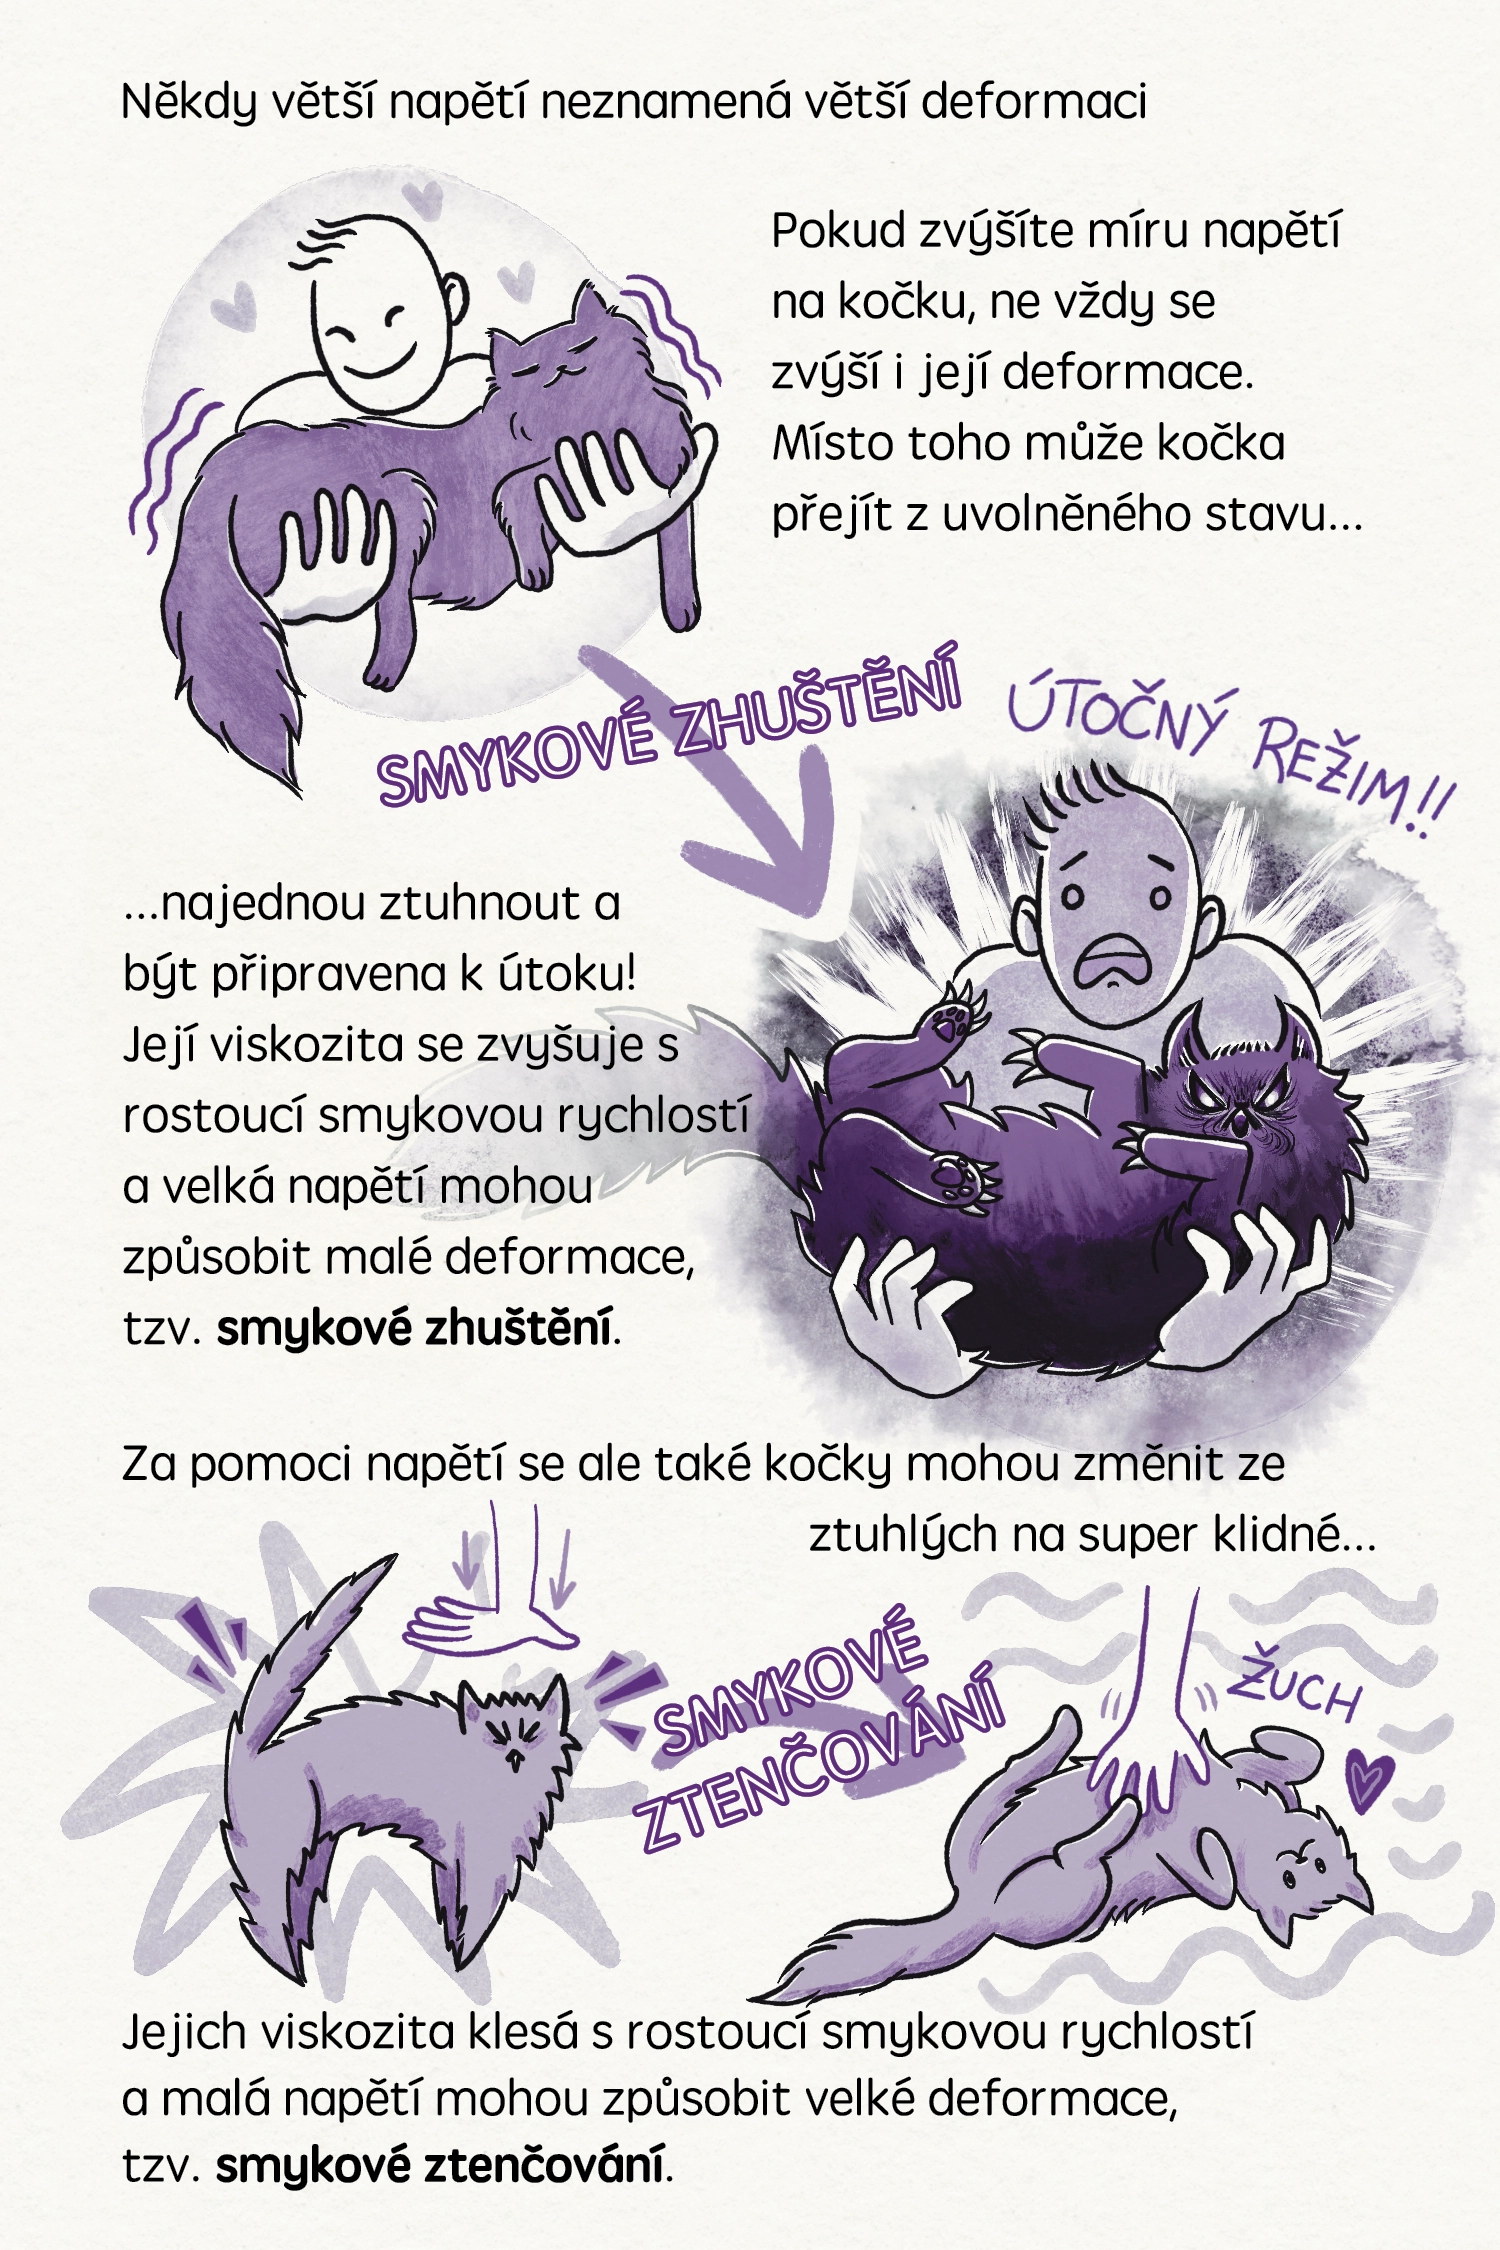 Někdy větší napětí neznamená větší deformaci
Pokud zvýšíte míru napětí
na kočku, ne vždy se
zvýší i její deformace.
Místo toho může kočka
přejít z uvolněného stavu...
SMYKOVÉ ZHUŠTĚNÍ
ÚTOČNÝ REŽIM!!
...najednou ztuhnout a
být připravena k útoku!
Její viskozita se zvyšuje s
rostoucí smykovou rychlostí
a velká napětí mohou
způsobit malé deformace,
tzv. smykové zhuštění.
Za pomoci napětí se ale také kočky mohou změnit ze
ztuhlých na super klidné...
SMYKOVÉ
ZTENČOVÁNÍ
ŽUCH
Jejich viskozita klesá s rostoucí smykovou rychlostí
a malá napětí mohou způsobit velké deformace,
tzv. smykové ztenčování.